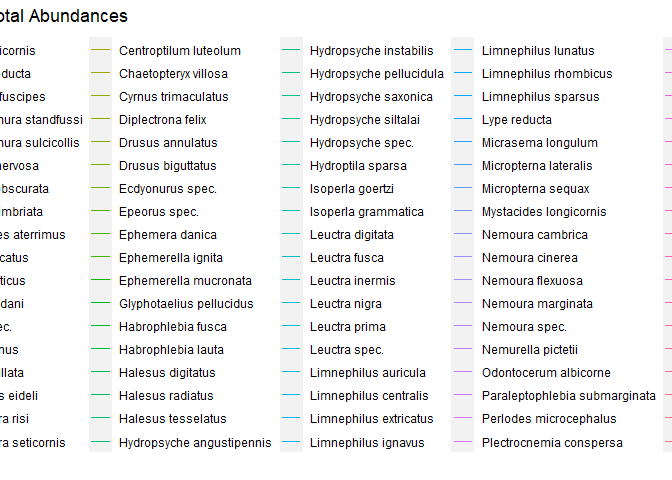 otal Abundances
icornis
ducta
fuscipes
nura standfussi
nura sulcicollis
nervosa
obscurata
imbriata
es aterrimus
catus
ticus
dani
ec.
nus
llata
s eideli
ra risi
ra seticornis
Centroptilum luteolum
Chaetopteryx villosa
Cyrnus trimaculatus
Diplectrona felix
Drusus annulatus
Drusus biguttatus
Ecdyonurus spec.
Epeorus spec.
Ephemera danica
Ephemerella ignita
Ephemerella mucronata
Glyphotaelius pellucidus
Habrophlebia fusca
Habrophlebia lauta
Halesus digitatus
Halesus radiatus
Halesus tesselatus
Hydropsyche angustipennis
Hydropsyche instabilis
Hydropsyche pellucidula
Hydropsyche saxonica
Hydropsyche siltalai
Hydropsyche spec.
Hydroptila sparsa
Isoperla goertzi
Isoperla grammatica
Leuctra digitata
Leuctra fusca
Leuctra inermis
Leuctra nigra
Leuctra prima
Leuctra spec.
Limnephilus auricula
Limnephilus centralis
Limnephilus extricatus
Limnephilus ignavus
Limnephilus lunatus
Limnephilus rhombicus
Limnephilus sparsus
Lype reducta
Micrasema longulum
Micropterna lateralis
Micropterna sequax
Mystacides longicornis
Nemoura cambrica
Nemoura cinerea
Nemoura flexuosa
Nemoura marginata
Nemoura spec.
Nemurella pictetii
Odontocerum albicorne
Paraleptophlebia submarginata
Perlodes microcephalus
Plectrocnemia conspersa